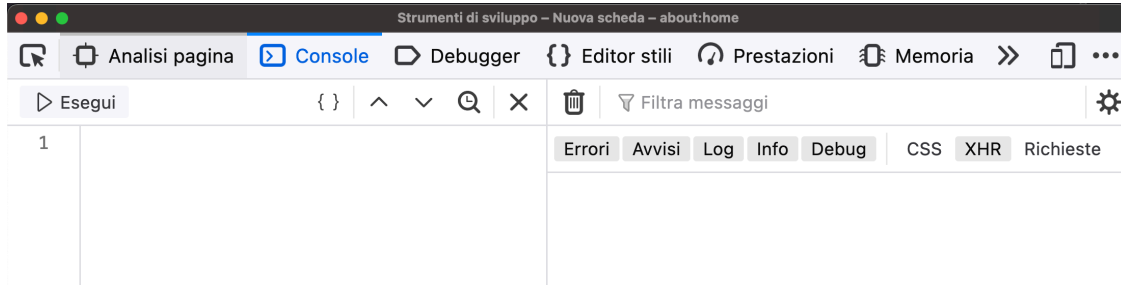 Strumenti di sviluppo – Nuova scheda – about:home
Analisi pagina Console Debugger {} Editor stili Prestazioni Memoria
Esegui { } Filtra messaggi
1
Errori Avvisi Log Info Debug CSS XHR Richieste